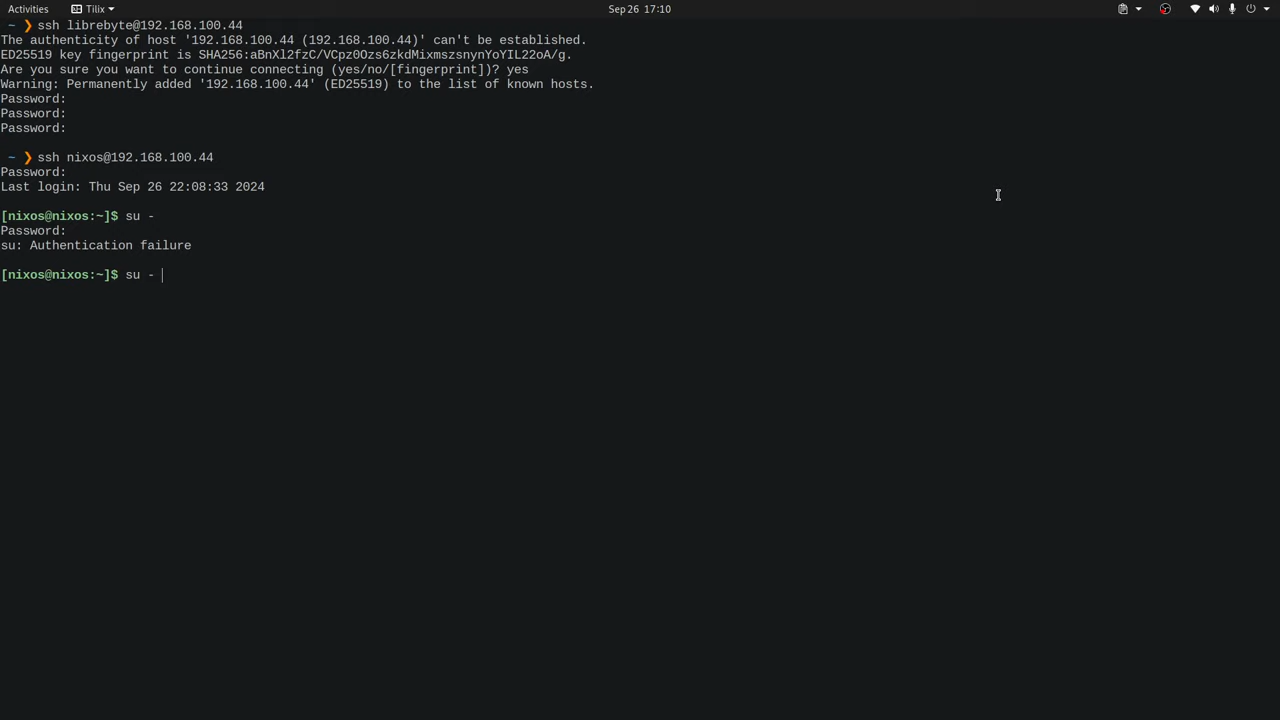 Activities Tilix Sep 26 17:10
~ ❯ ssh librebyte@192.168.100.44
The authenticity of host '192.168.100.44 (192.168.100.44)' can't be established.
ED25519 key fingerprint is SHA256:aBnXl2fzC/VCpz0Ozs6zkdMixmszsnynYoYIL22oA/g.
Are you sure you want to continue connecting (yes/no/[fingerprint])? yes
Warning: Permanently added '192.168.100.44' (ED25519) to the list of known hosts.
Password:
Password:
Password:
~ ❯ ssh nixos@192.168.100.44
Password:
Last login: Thu Sep 26 22:08:33 2024
[nixos@nixos:~]$ su -
Password:
su: Authentication failure
[nixos@nixos:~]$ su -